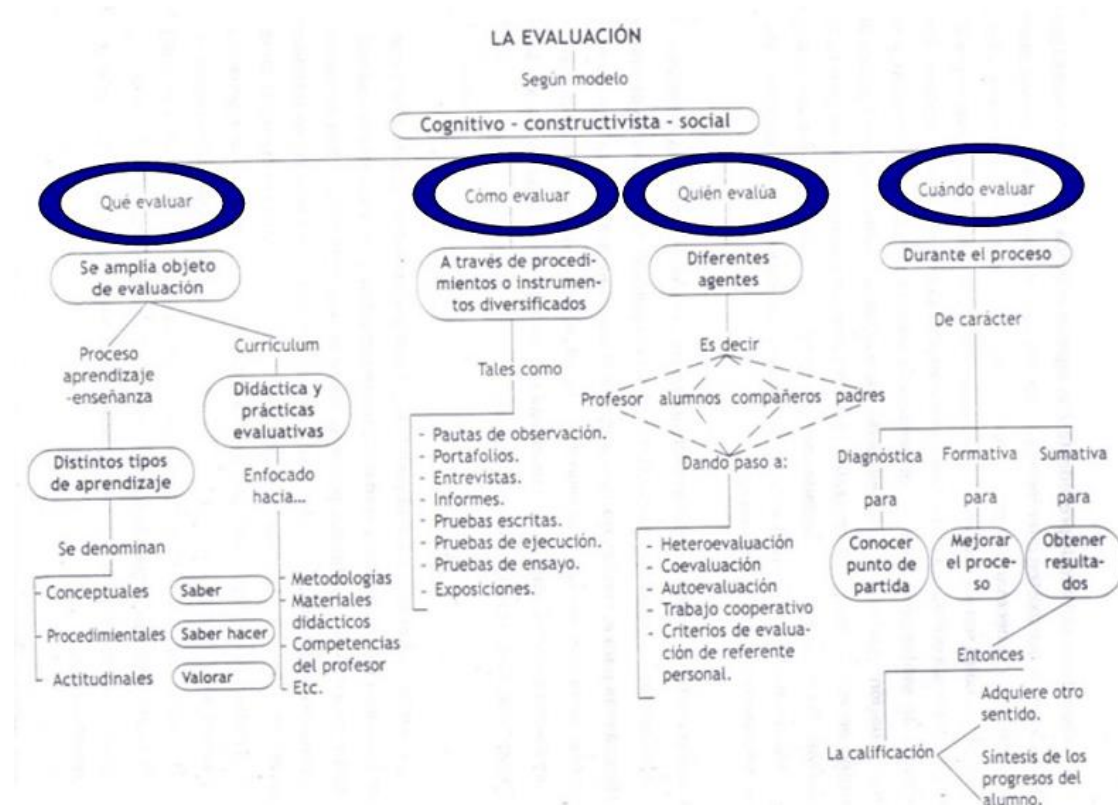 LA EVALUACIÓN
Según modelo
Cognitivo - constructivista - social
Qué evaluar
Se amplía objeto
de evaluación
Proceso
aprendizaje
-enseñanza
Distintos tipos
de aprendizaje
Se denominan
Conceptuales
Saber
Procedimientales
Saber hacer
Actitudinales
Valorar
Curriculum
Didáctica y
prácticas
evaluativas
Enfocado
hacia...
- Metodologías
- Materiales
didácticos
- Competencias
del profesor
- Etc.
Cómo evaluar
A través de procedi-
mientos o instrumen-
tos diversificados
Tales como
- Pautas de observación.
- Portafolios.
- Entrevistas.
- Informes.
- Pruebas escritas.
- Pruebas de ejecución.
- Pruebas de ensayo.
- Exposiciones.
Quién evalúa
Diferentes
agentes
Es decir
Profesor alumnos compañeros padres
Dando paso a:
- Heteroevaluación
- Coevaluación
- Autoevaluación
- Trabajo cooperativo
- Criterios de evalua-
ción de referente
personal.
Cuándo evaluar
Durante el proceso
De carácter
Diagnóstica
para
Conocer
punto de
partida
Formativa
para
Mejorar
el proce-
so
Sumativa
para
Obtener
resulta-
dos
Entonces
La calificación
Adquiere otro
sentido.
Síntesis de los
progresos del
alumno.